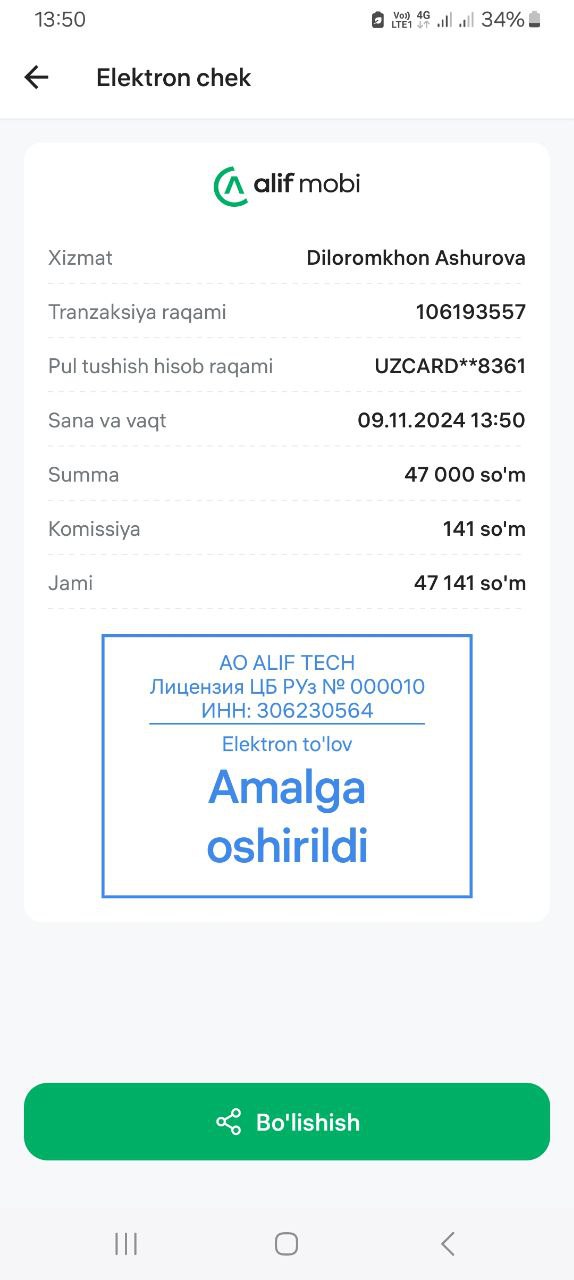 13:50
Vo)) 4G
LTE1 34%
Elektron chek
alif mobi
Xizmat Diloromkhon Ashurova
Tranzaksiya raqami 106193557
Pul tushish hisob raqami UZCARD**8361
Sana va vaqt 09.11.2024 13:50
Summa 47 000 so'm
Komissiya 141 so'm
Jami 47 141 so'm
АО ALIF TECH
Лицензия ЦБ РУз № 000010
ИНН: 306230564
Elektron to'lov
Amalga
oshirildi
Bo'lishish